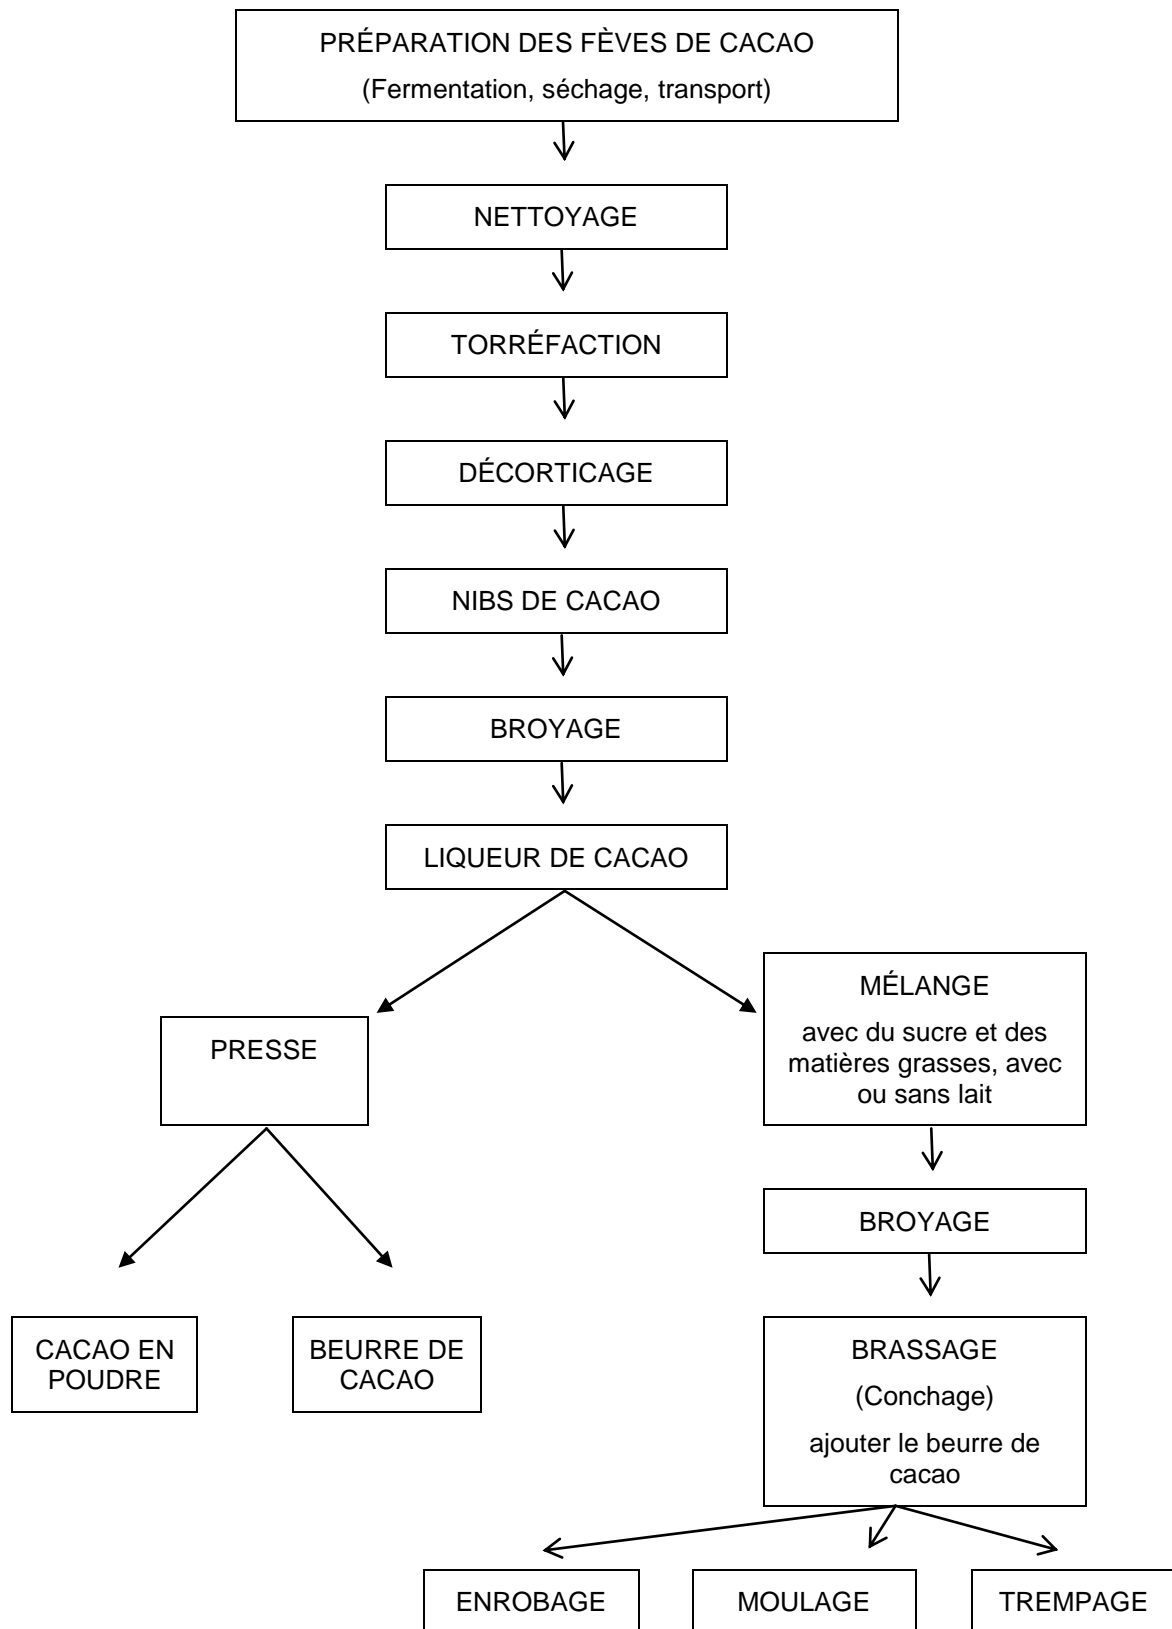 PRÉPARATION DES FÈVES DE CACAO
(Fermentation, séchage, transport)
NETTOYAGE
TORRÉFACTION
DÉCORTICAGE
NIBS DE CACAO
BROYAGE
LIQUEUR DE CACAO
PRESSE
CACAO EN
POUDRE
BEURRE DE
CACAO
MÉLANGE
avec du sucre et des
matières grasses, avec
ou sans lait
BROYAGE
BRASSAGE
(Conchage)
ajouter le beurre de
cacao
ENROBAGE
MOULAGE
TREMPAGE